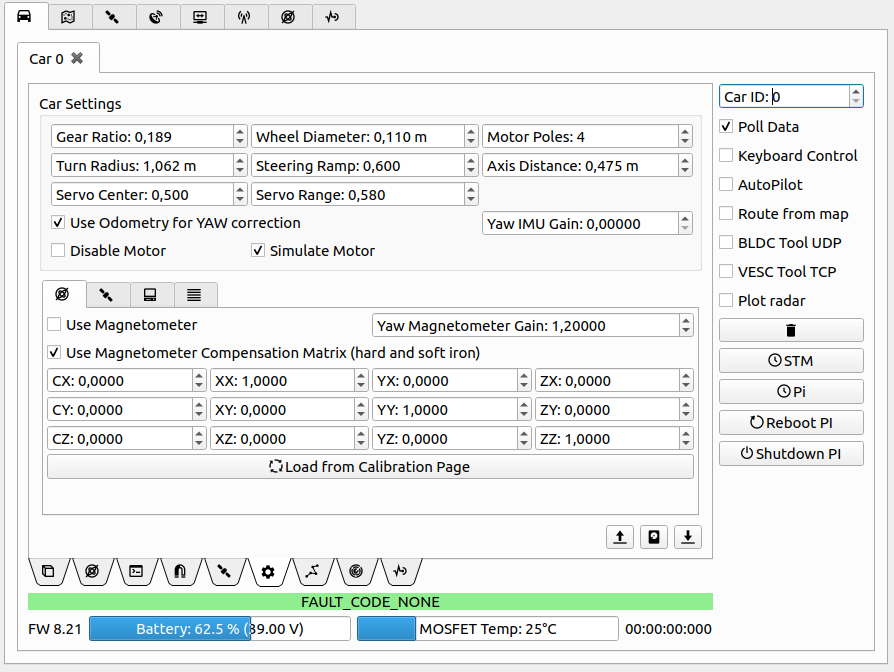 Car 0
Car Settings
Gear Ratio: 0,189
Wheel Diameter: 0,110 m
Motor Poles: 4
Turn Radius: 1,062 m
Steering Ramp: 0,600
Axis Distance: 0,475 m
Servo Center: 0,500
Servo Range: 0,580
Use Odometry for YAW correction
Yaw IMU Gain: 0,00000
Disable Motor
Simulate Motor
Use Magnetometer
Yaw Magnetometer Gain: 1,20000
Use Magnetometer Compensation Matrix (hard and soft iron)
CX: 0,0000
XX: 1,0000
YX: 0,0000
ZX: 0,0000
CY: 0,0000
XY: 0,0000
YY: 1,0000
ZY: 0,0000
CZ: 0,0000
XZ: 0,0000
YZ: 0,0000
ZZ: 1,0000
Load from Calibration Page
Car ID: 0
Poll Data
Keyboard Control
AutoPilot
Route from map
BLDC Tool UDP
VESC Tool TCP
Plot radar
STM
Pi
Reboot PI
Shutdown PI
FAULT_CODE_NONE
FW 8.21
Battery: 62.5 % (39.00 V)
MOSFET Temp: 25°C
00:00:00:000